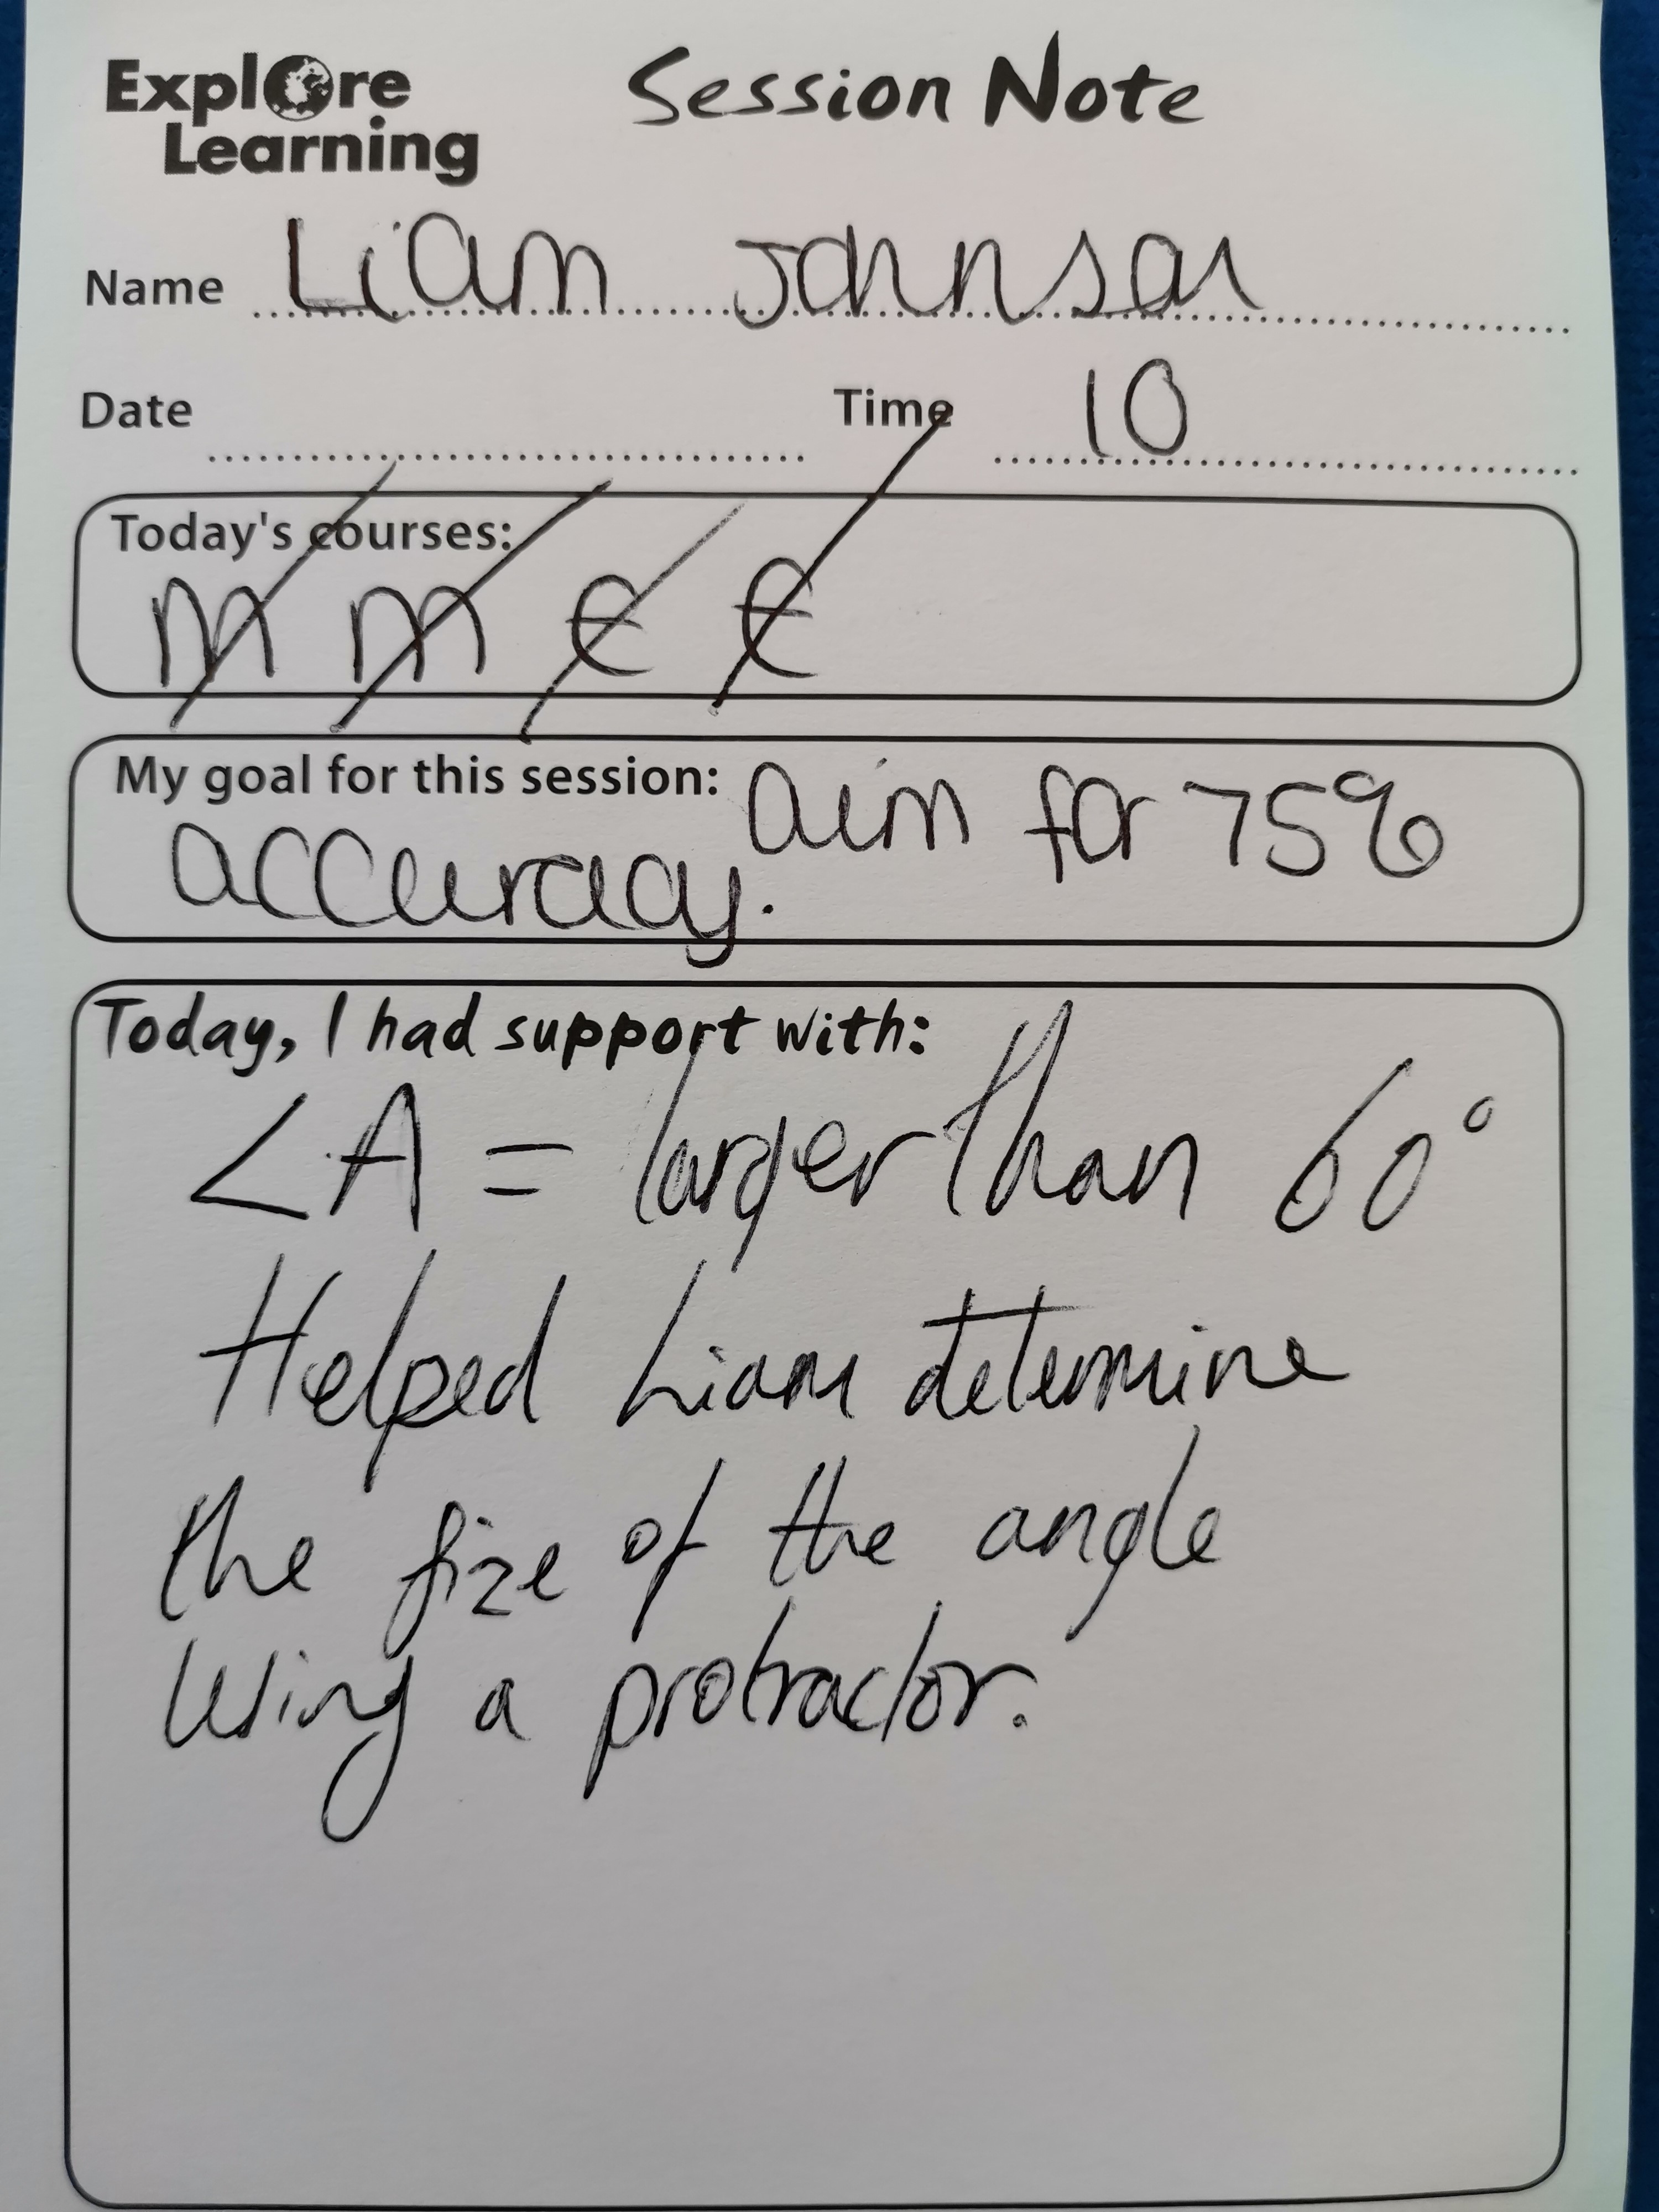 Explore
Learning
Session Note
Name Liam Johnson
Date Time 10
Today's courses:
M M E E
My goal for this session: aim for 75%
accuracy.
Today, I had support with:
∠A = larger than 60°
Helped Liam determine
the size of the angle
using a protractor.